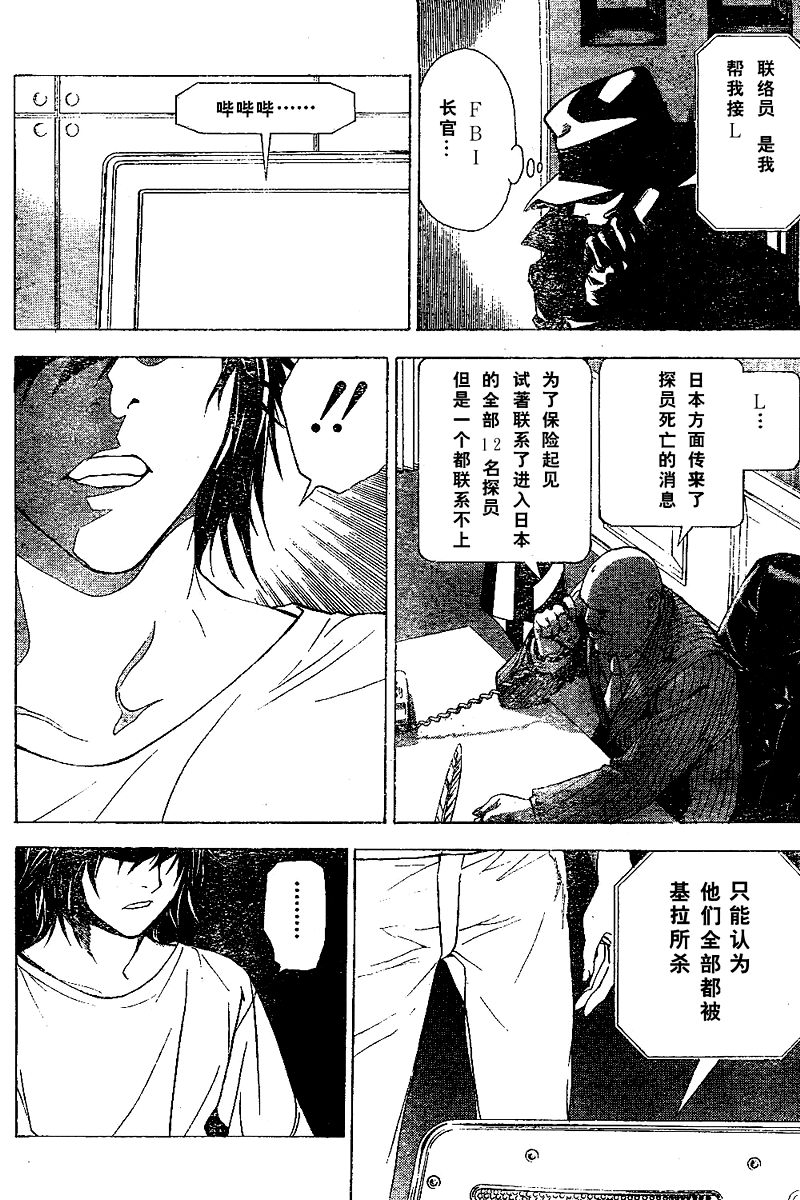 联络员 是我
帮我接L
FBI
长官…
哔哔哔……
L…
日本方面传来了
探员死亡的消息
为了保险起见
试著联系了进入日本
的全部12名探员
但是一个都联系不上
!!
只能认为
他们全部都被
基拉所杀
………